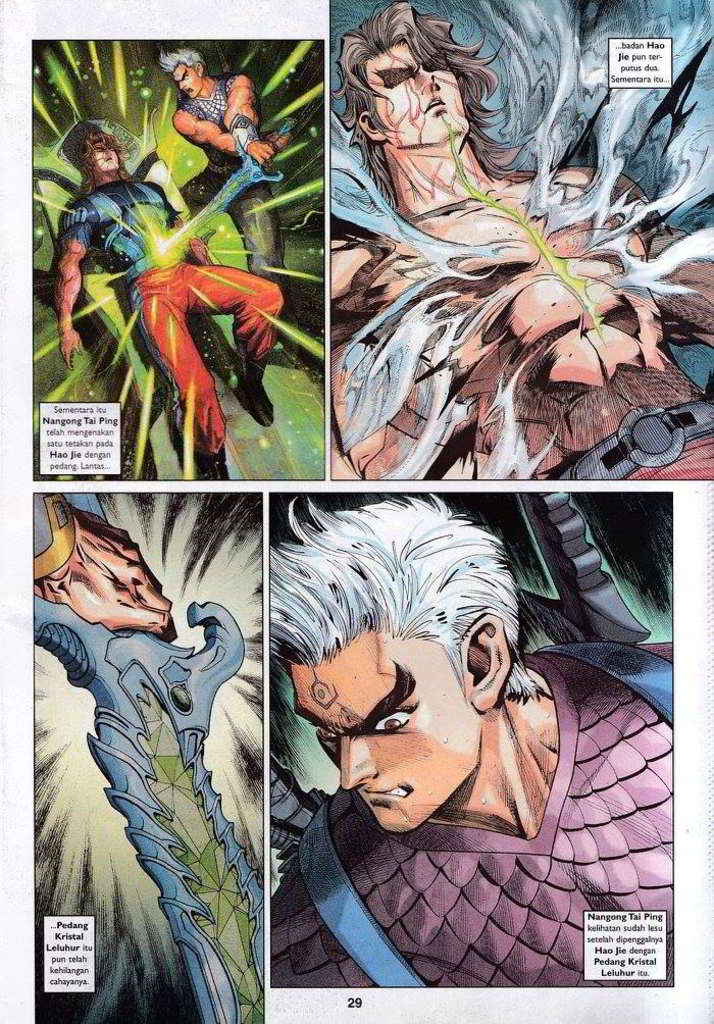 Sementara itu
Nangong Tai Ping
telah mengenakan
satu tetakan pada
Hao Jie dengan
pedang. Lantas...
...badan Hao
Jie pun ter-
putus dua.
Sementara itu...
...Pedang
Kristal
Leluhur itu
pun telah
kehilangan
cahayanya.
Nangong Tai Ping
kelihatan sudah lesu
setelah dipenggalnya
Hao Jie dengan
Pedang Kristal
Leluhur itu.
29